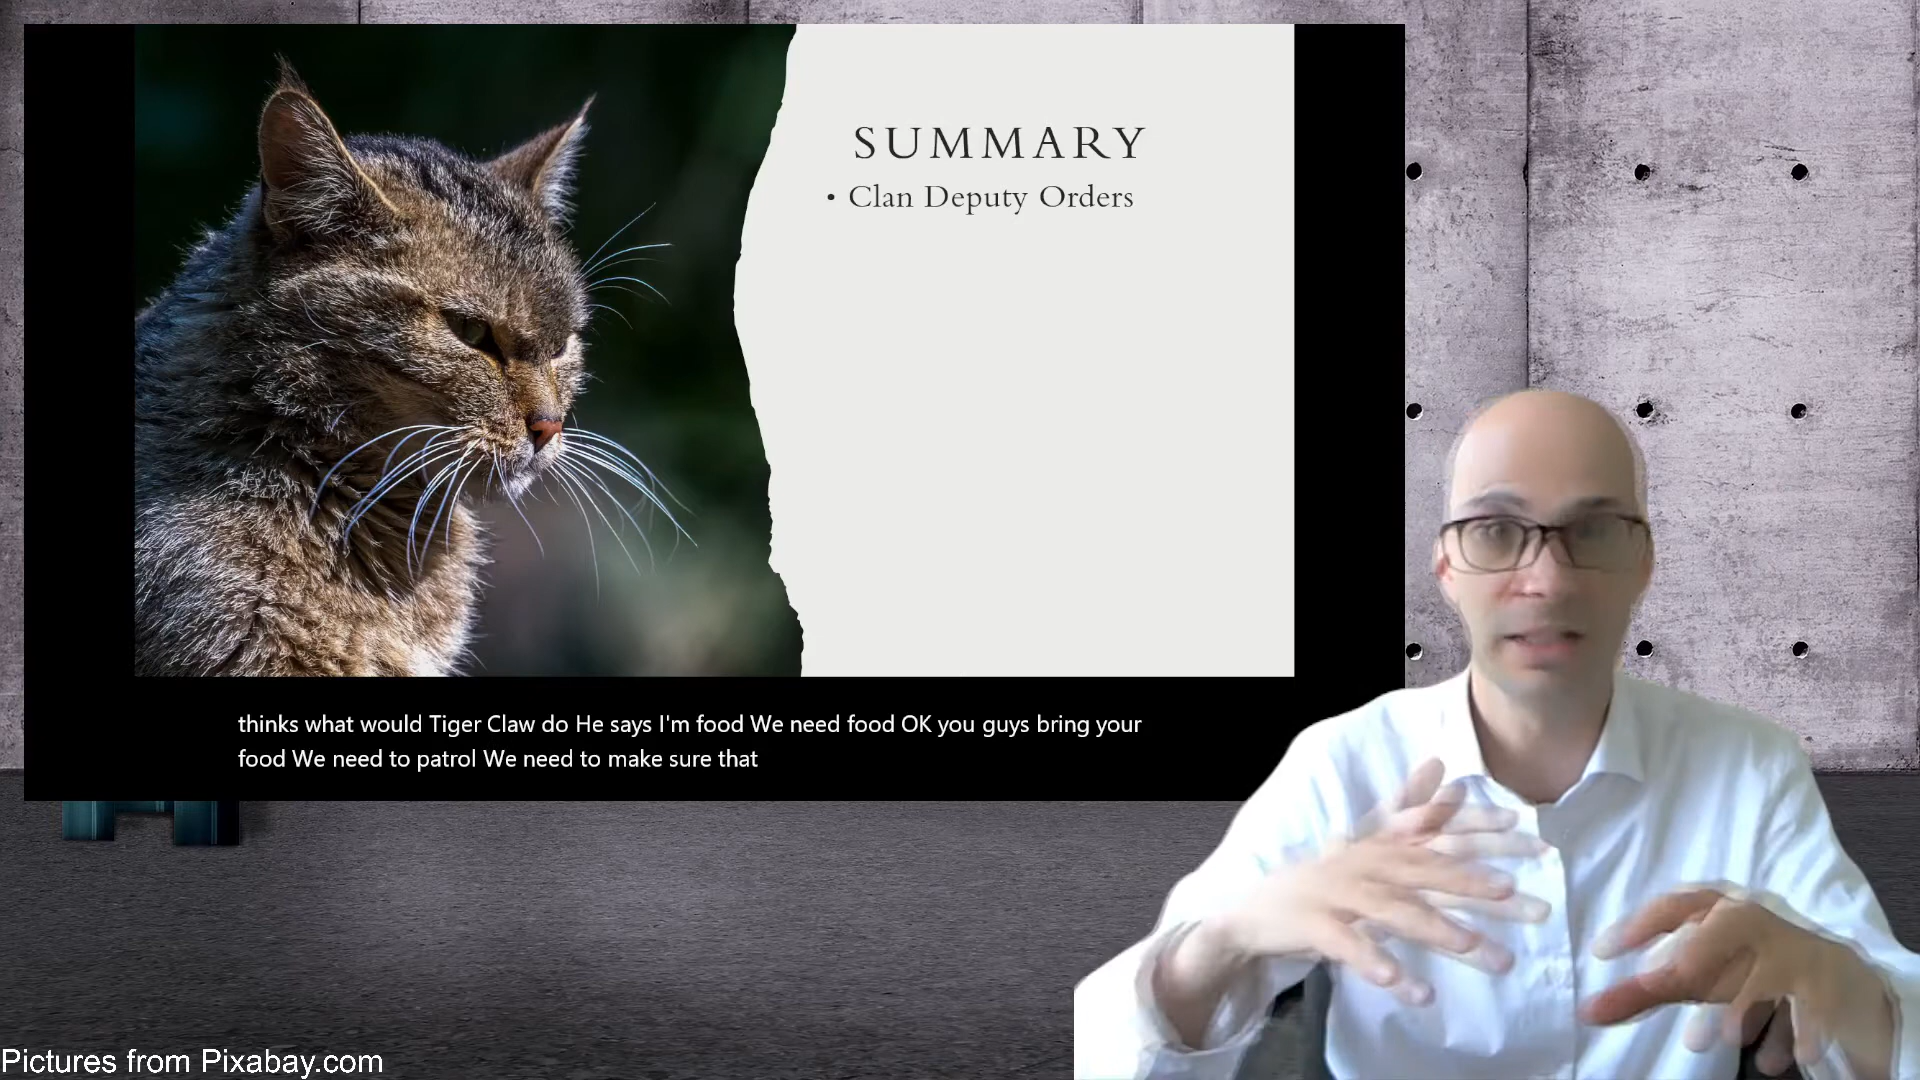 SUMMARY
• Clan Deputy Orders
thinks what would Tiger Claw do He says I'm food We need food OK you guys bring your
food We need to patrol We need to make sure that
Pictures from Pixabay.com